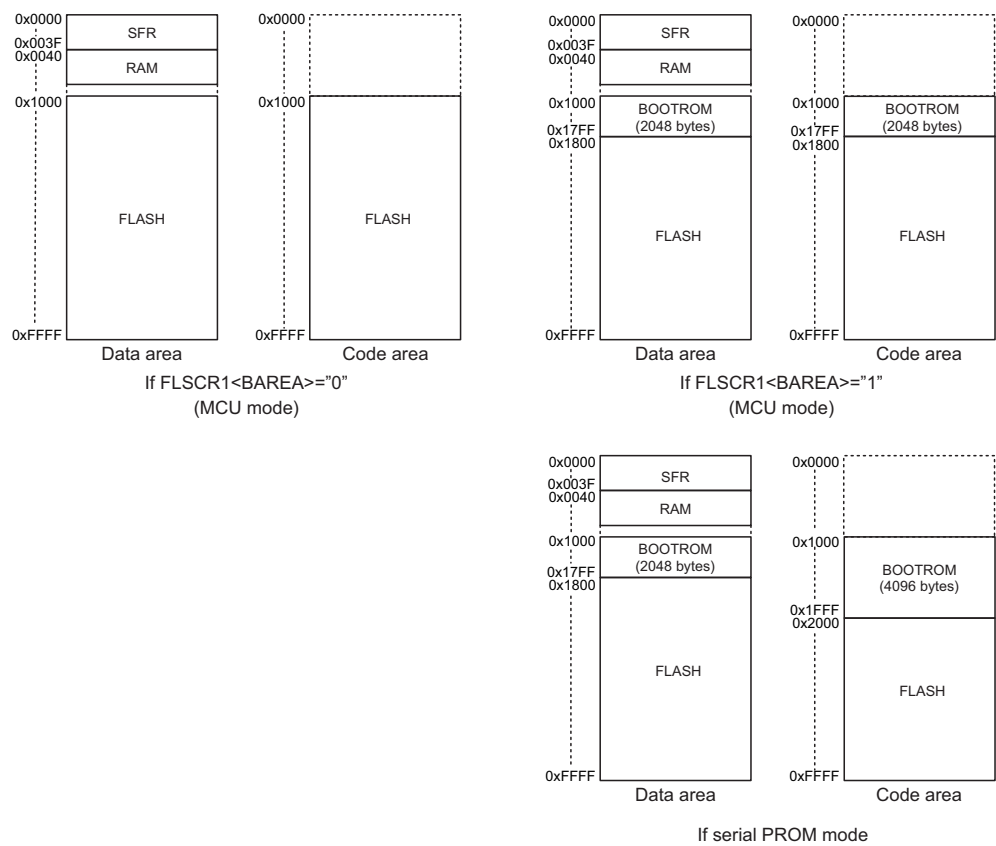 0x0000
SFR
0x003F
0x0040
RAM
0x1000
FLASH
0xFFFF
Data area
0x0000
0x1000
FLASH
0xFFFF
Code area
If FLSCR1<BAREA>=”0”
(MCU mode)
0x0000
SFR
0x003F
0x0040
RAM
0x1000
BOOTROM
(2048 bytes)
0x17FF
0x1800
FLASH
0xFFFF
Data area
0x0000
0x1000
BOOTROM
(2048 bytes)
0x17FF
0x1800
FLASH
0xFFFF
Code area
If FLSCR1<BAREA>=”1”
(MCU mode)
0x0000
SFR
0x003F
0x0040
RAM
0x1000
BOOTROM
(2048 bytes)
0x17FF
0x1800
FLASH
0xFFFF
Data area
0x0000
0x1000
BOOTROM
(4096 bytes)
0x1FFF
0x2000
FLASH
0xFFFF
Code area
If serial PROM mode